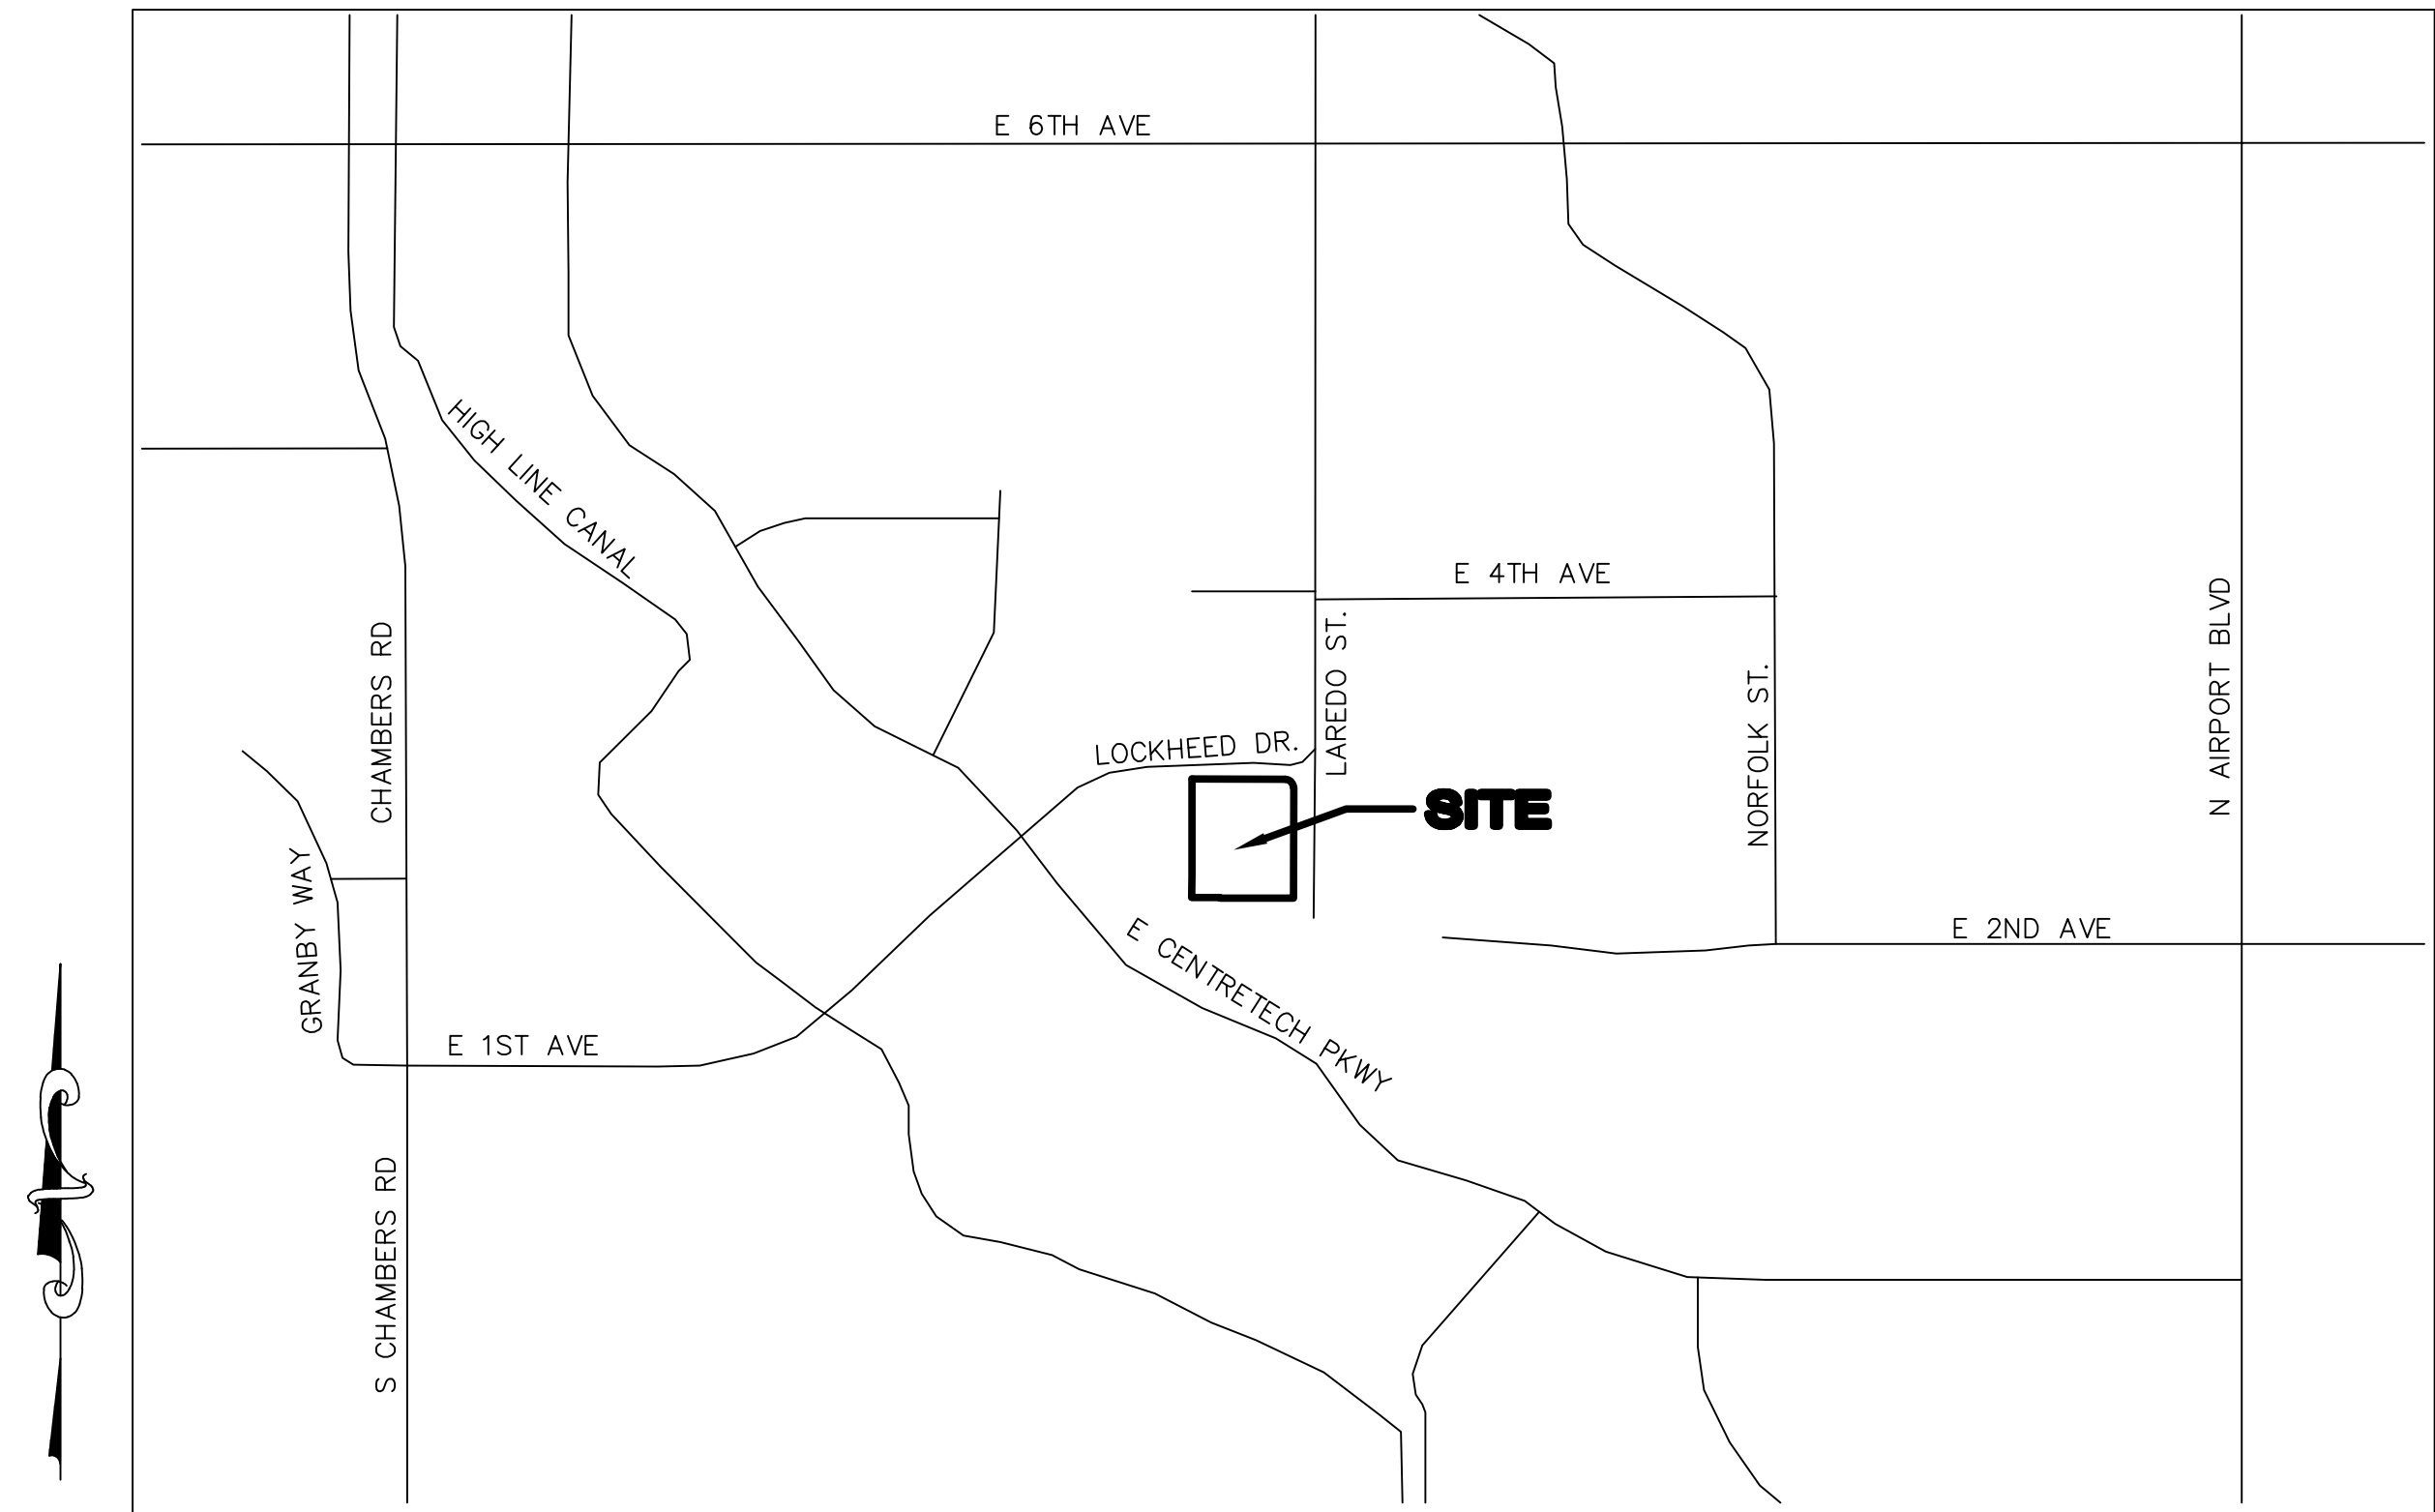 E 6TH AVE
HIGH LINE CANAL
E 4TH AVE
CHAMBERS RD
LAREDO ST.
NORFOLK ST.
N AIRPORT BLVD
LOCKHEED DR.
SITE
GRANBY WAY
E 2ND AVE
E CENTRETECH PKWY
E 1ST AVE
S CHAMBERS RD